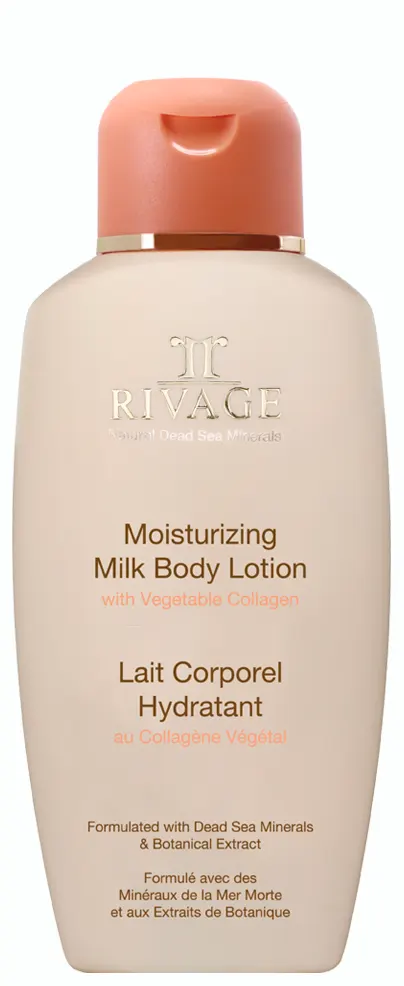 RIVAGE
Natural Dead Sea Minerals
Moisturizing
Milk Body Lotion
with Vegetable Collagen
Lait Corporel
Hydratant
au Collagène Végétal
Formulated with Dead Sea Minerals
& Botanical Extract
Formulé avec des
Minéraux de la Mer Morte
et aux Extraits de Botanique